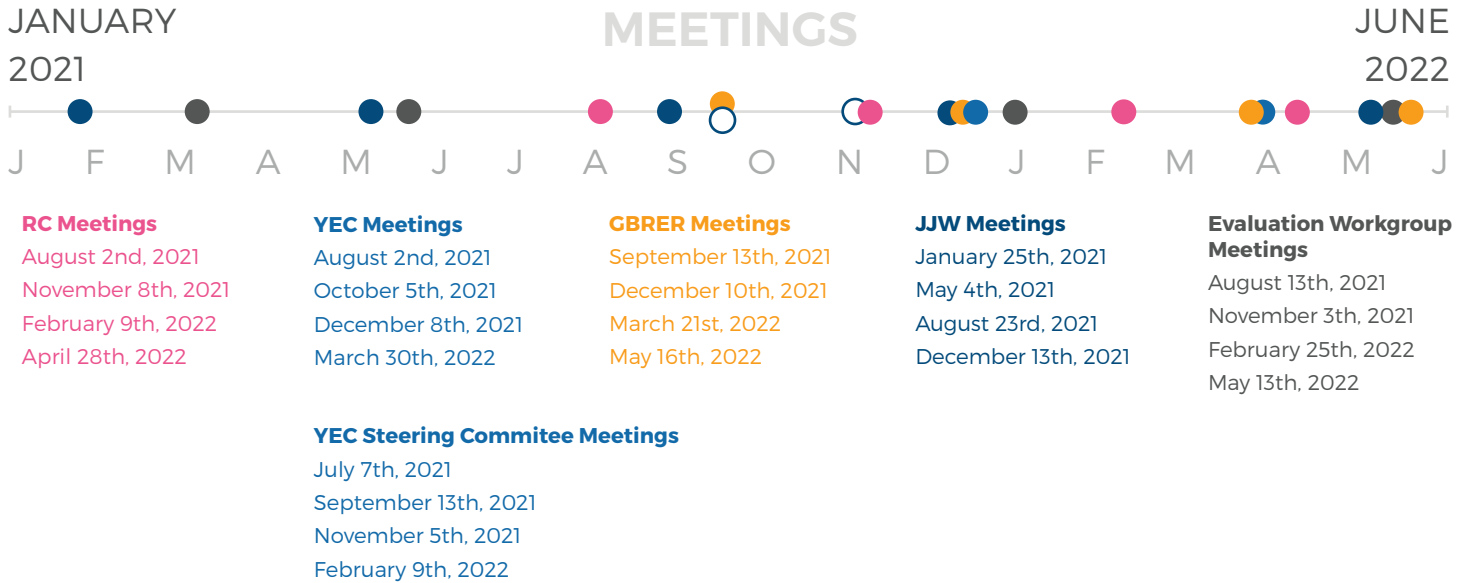 JANUARY
2021
MEETINGS
JUNE
2022
J F M A M J J A S O N D J F M A M J
RC Meetings
August 2nd, 2021
November 8th, 2021
February 9th, 2022
April 28th, 2022
YEC Meetings
August 2nd, 2021
October 5th, 2021
December 8th, 2021
March 30th, 2022
YEC Steering Commitee Meetings
July 7th, 2021
September 13th, 2021
November 5th, 2021
February 9th, 2022
GBRER Meetings
September 13th, 2021
December 10th, 2021
March 21st, 2022
May 16th, 2022
JJW Meetings
January 25th, 2021
May 4th, 2021
August 23rd, 2021
December 13th, 2021
Evaluation Workgroup
Meetings
August 13th, 2021
November 3th, 2021
February 25th, 2022
May 13th, 2022